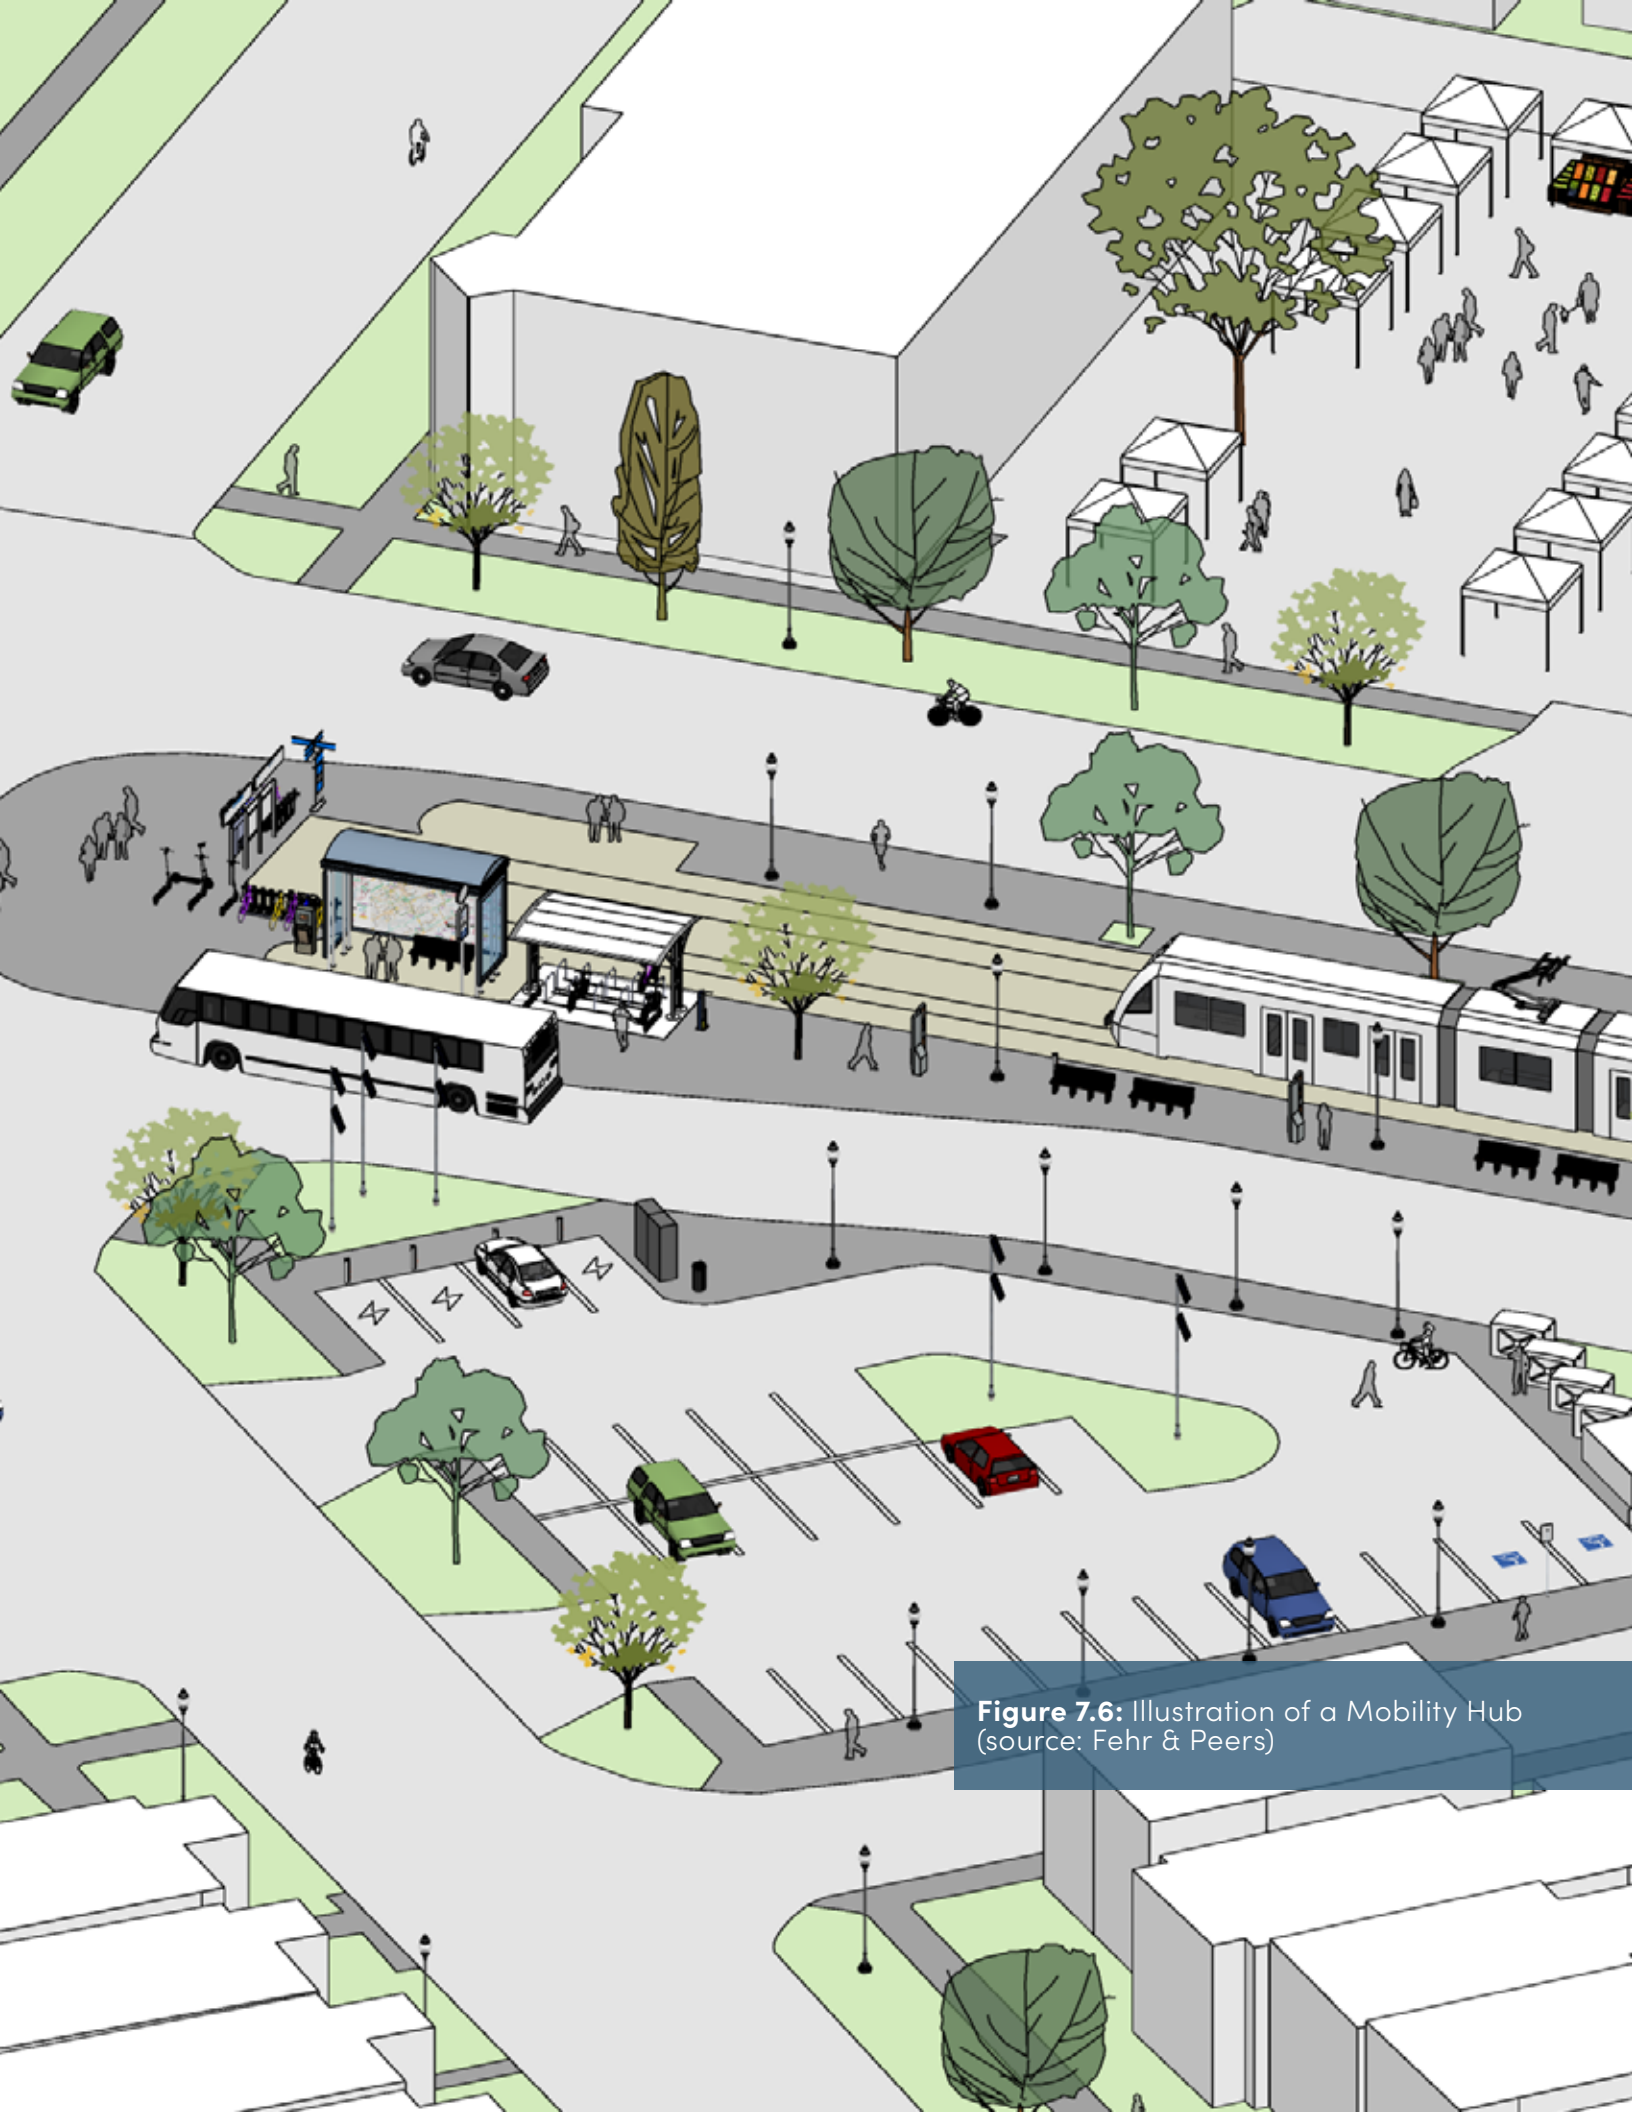 Figure 7.6: Illustration of a Mobility Hub
(source: Fehr & Peers)